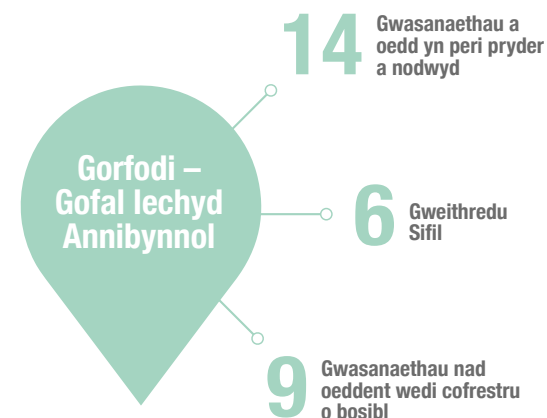 14
Gwasanaethau a
oedd yn peri pryder
a nodwyd
Gorfodi –
Gofal Iechyd
Annibynnol
6
Gweithredu
Sifil
9
Gwasanaethau nad
oeddent wedi cofrestru
o bosibl